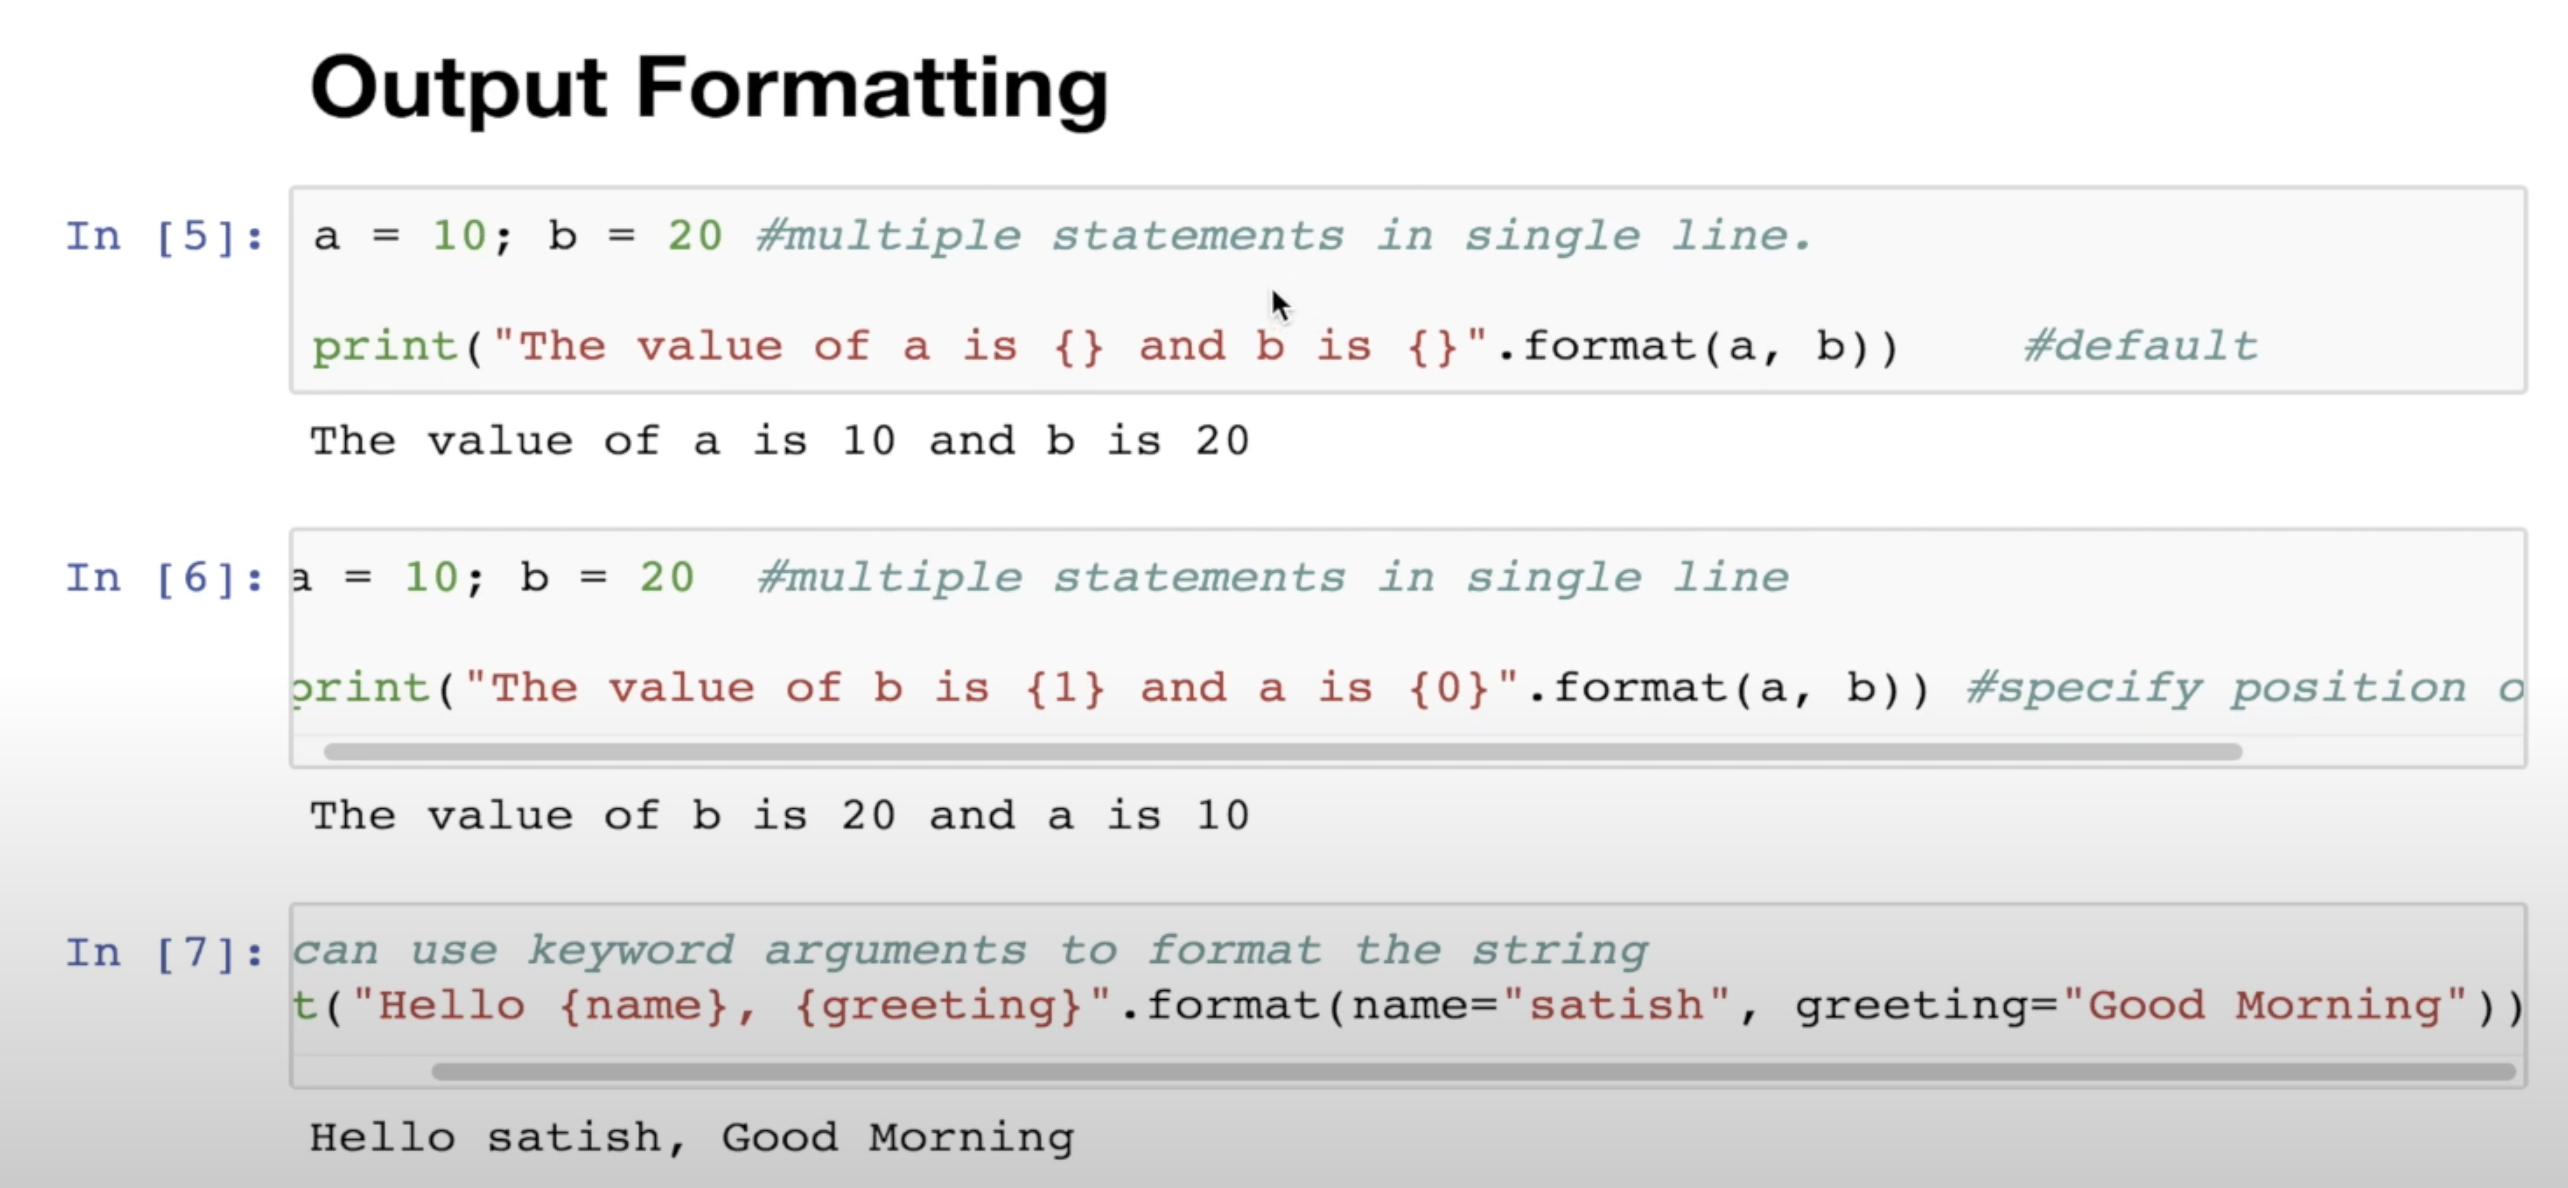 Output Formatting
In [5]: a = 10; b = 20 #multiple statements in single line.
print("The value of a is {} and b is {}".format(a, b)) #default
The value of a is 10 and b is 20
In [6]: a = 10; b = 20 #multiple statements in single line
print("The value of b is {1} and a is {0}".format(a, b)) #specify position o
The value of b is 20 and a is 10
In [7]: can use keyword arguments to format the string
t("Hello {name}, {greeting}".format(name="satish", greeting="Good Morning"))
Hello satish, Good Morning